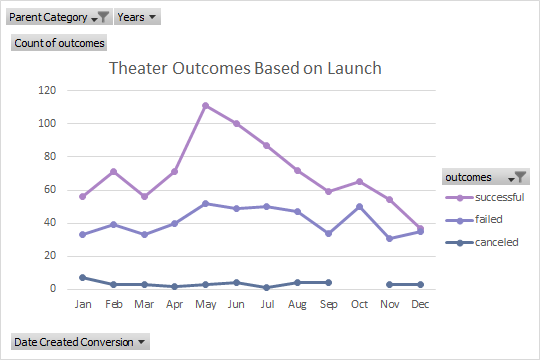 Parent Category Years
Count of outcomes
Theater Outcomes Based on Launch
120
100
80
60
40
20
0
Jan Feb Mar Apr May Jun Jul Aug Sep Oct Nov Dec
outcomes
successful
failed
canceled
Date Created Conversion